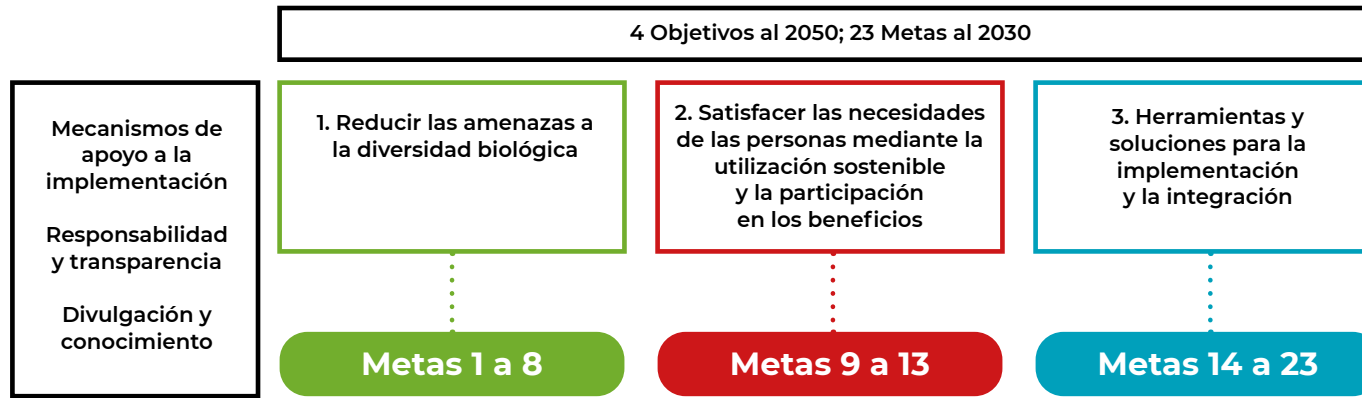 4 Objetivos al 2050; 23 Metas al 2030
Mecanismos de
apoyo a la
implementación
Responsabilidad
y transparencia
Divulgación y
conocimiento
1. Reducir las amenazas a
la diversidad biológica
Metas 1 a 8
2. Satisfacer las necesidades
de las personas mediante la
utilización sostenible
y la participación
en los beneficios
Metas 9 a 13
3. Herramientas y
soluciones para la
implementación
y la integración
Metas 14 a 23